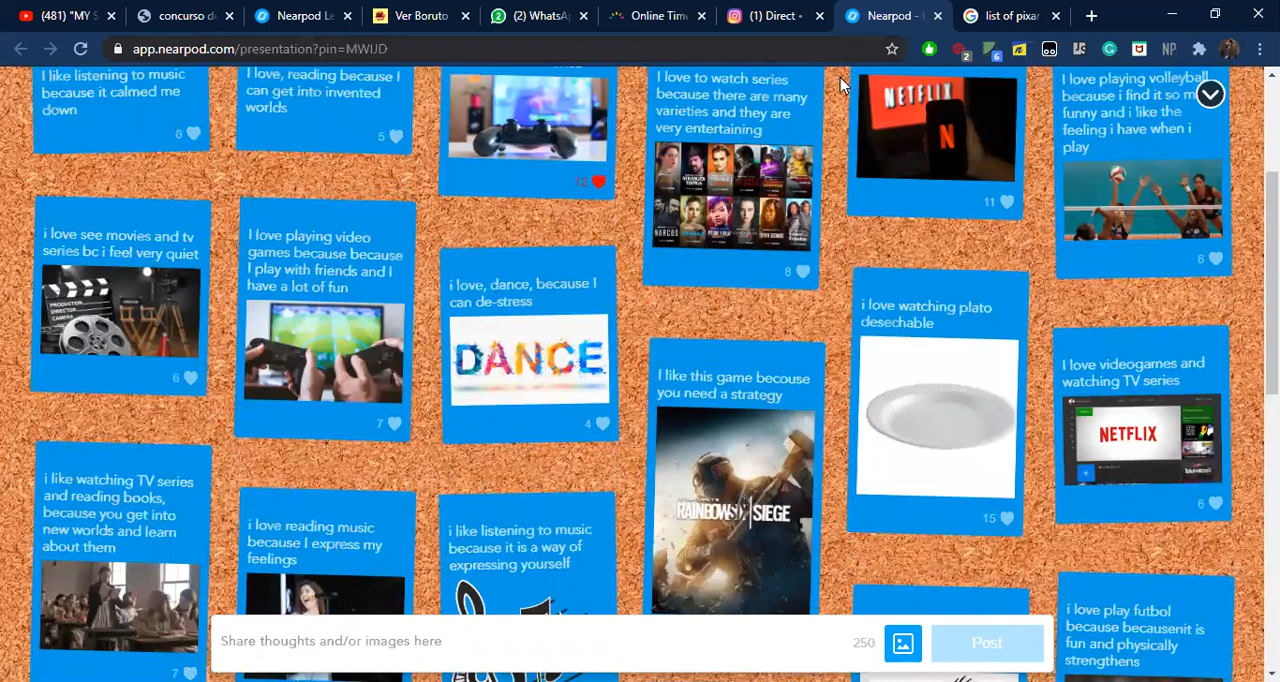 (481) "MY S
concurso d
Nearpod Le
Ver Boruto
(2) WhatsA
Online Tim
(1) Direct •
Nearpod -
list of pixar
app.nearpod.com/presentation?pin=MWIJD
I like listening to music
because it calmed me
down
6
I love, reading because I
can get into invented
worlds
5
12
I love to watch series
because there are many
varieties and they are
very entertaining
NARCOS
8
NETFLIX
N
11
I love playing volleyball
because i find it so m
funny and i like the
feeling i have when i
play
6
i love see movies and tv
series bc i feel very quiet
PRODUCTION
DIRECTOR
CAMERA
6
I love playing video
games because because
I play with friends and I
have a lot of fun
7
i love, dance, because I
can de-stress
DANCE
4
I like this game becouse
you need a strategy
RAINBOW SIX SIEGE
i love watching plato
desechable
15
I love videogames and
watching TV series
NETFLIX
6
i like watching TV series
and reading books,
because you get into
new worlds and learn
about them
7
i love reading music
because I express my
feelings
i like listening to music
because it is a way of
expressing yourself
i love play futbol
because becausenit is
fun and physically
strengthens
Share thoughts and/or images here
250
Post